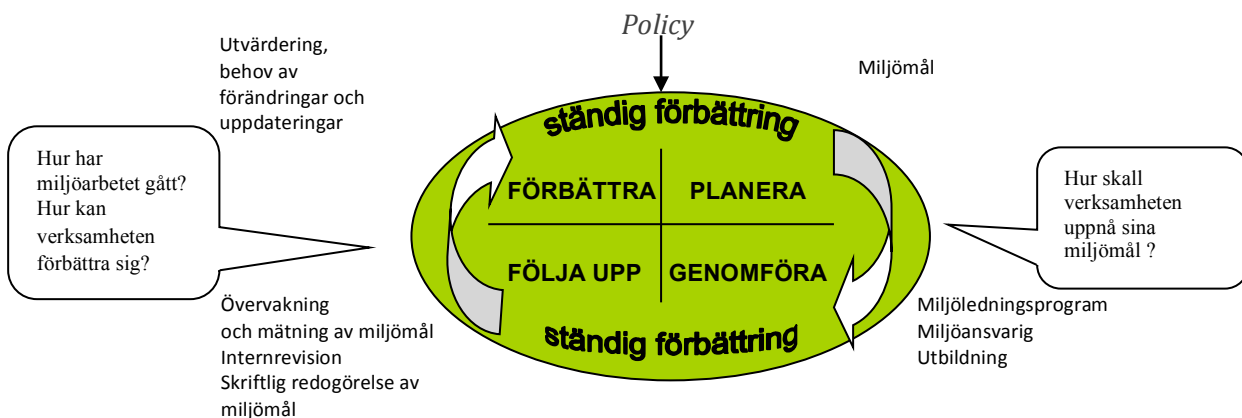 Policy
Utvärdering,
behov av
förändringar och
uppdateringar
Miljömål
ständig förbättring
Hur har
miljöarbetet gått?
Hur kan
verksamheten
förbättra sig?
FÖRBÄTTRA
PLANERA
Hur skall
verksamheten
uppnå sina
miljömål ?
FÖLJA UPP
GENOMFÖRA
ständig förbättring
Övervakning
och mätning av miljömål
Internrevision
Skriftlig redogörelse av
miljömål
Miljöledningsprogram
Miljöansvarig
Utbildning